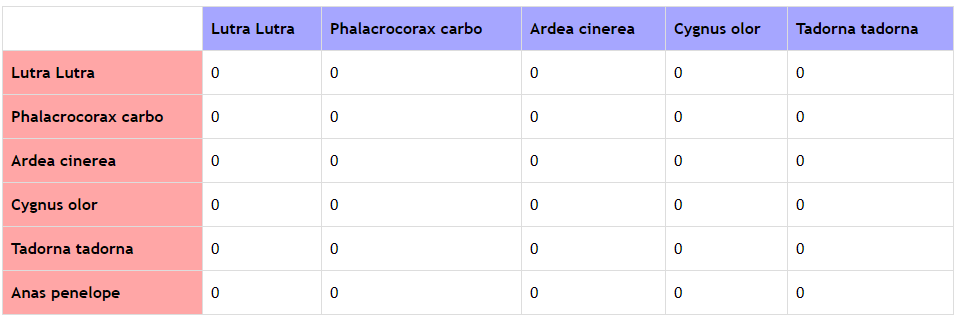 Lutra Lutra Phalacrocorax carbo Ardea cinerea Cygnus olor Tadorna tadorna
Lutra Lutra 0 0 0 0 0
Phalacrocorax carbo 0 0 0 0 0
Ardea cinerea 0 0 0 0 0
Cygnus olor 0 0 0 0 0
Tadorna tadorna 0 0 0 0 0
Anas penelope 0 0 0 0 0